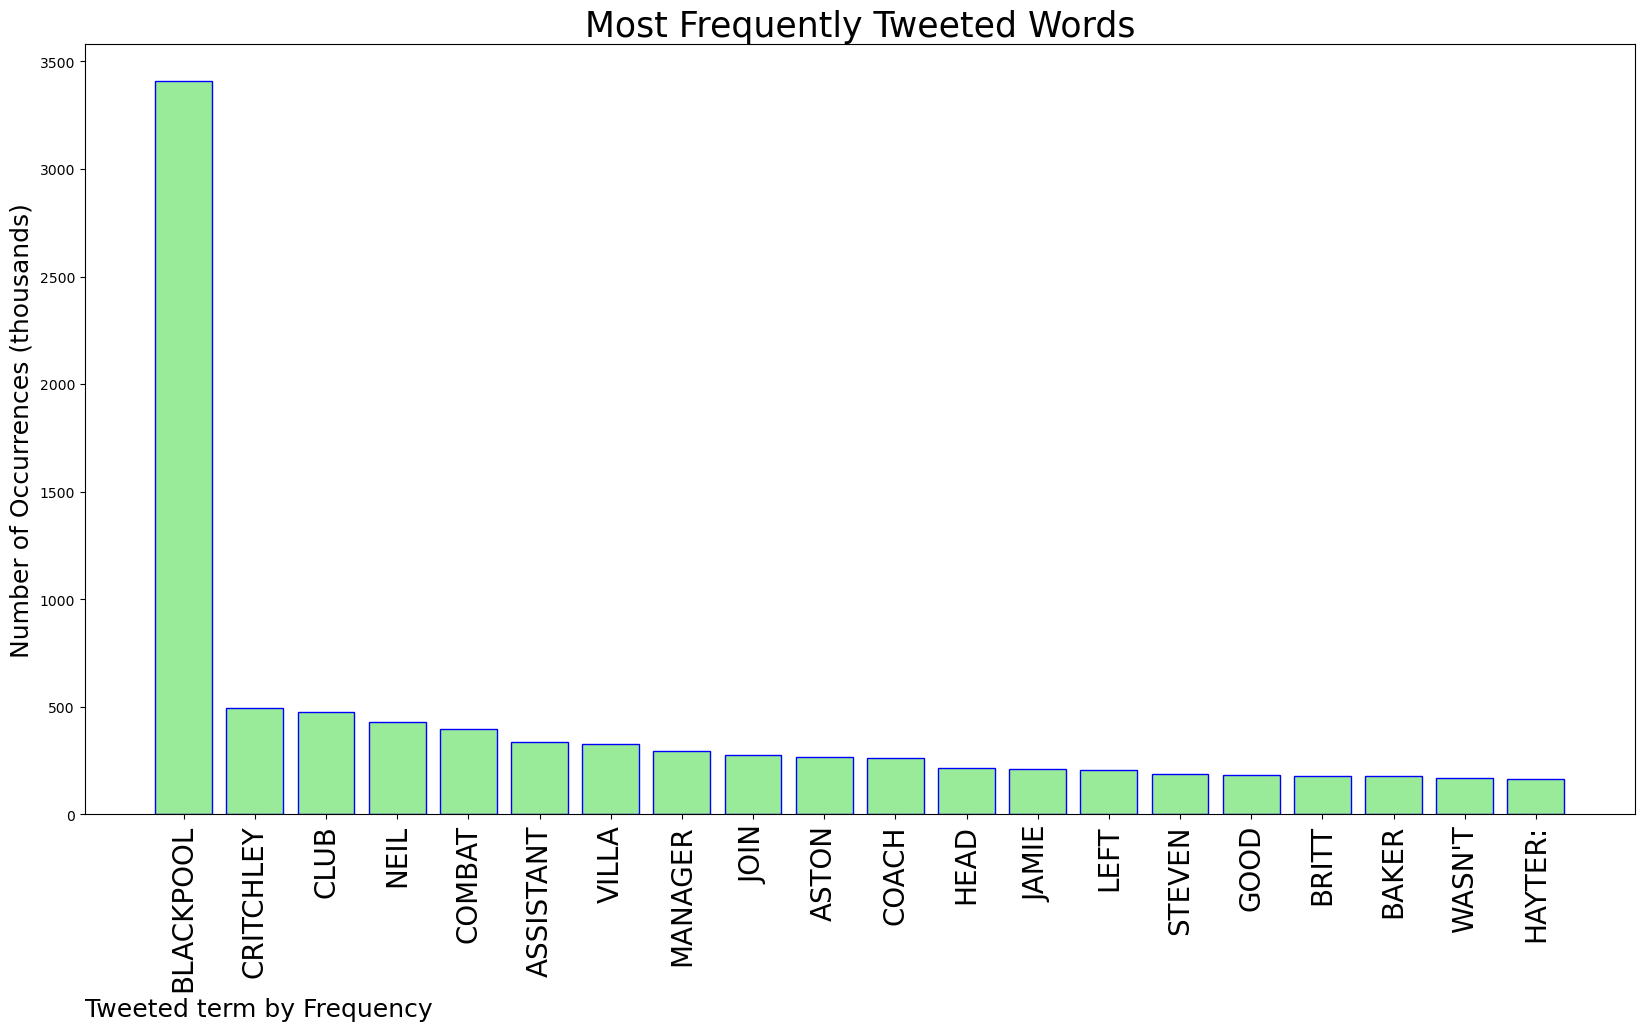 Most Frequently Tweeted Words
Number of Occurrences (thousands)
3500
3000
2500
2000
1500
1000
500
0
BLACKPOOL
CRITCHLEY
CLUB
NEIL
COMBAT
ASSISTANT
VILLA
MANAGER
JOIN
ASTON
COACH
HEAD
JAMIE
LEFT
STEVEN
GOOD
BRITT
BAKER
WASN'T
HAYTER:
Tweeted term by Frequency